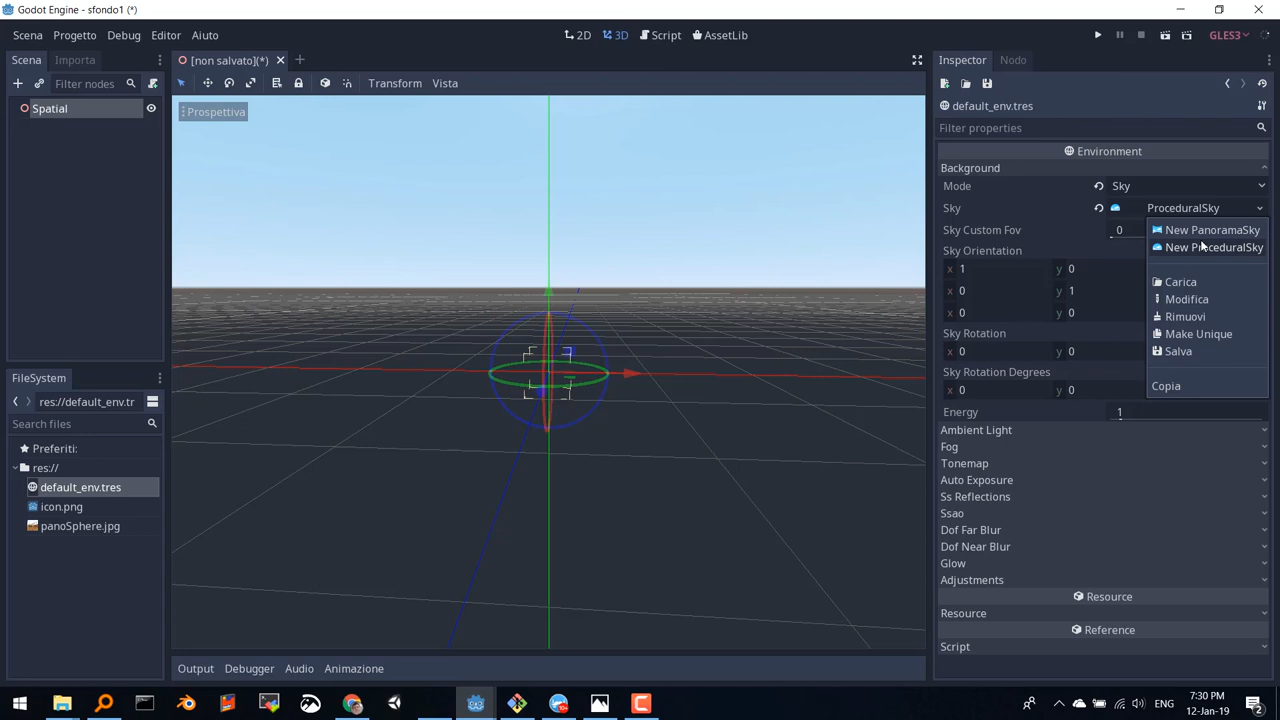 Godot Engine - sfondo1 (*)
Scena Progetto Debug Editor Aiuto
2D 3D Script AssetLib
GLES3
Scena Importa
Filter nodes
Spatial
[non salvato](*)
Transform Vista
Prospettiva
FileSystem
res://default_env.tr
Search files
Preferiti:
res://
default_env.tres
icon.png
panoSphere.jpg
Output Debugger Audio Animazione
Inspector Nodo
default_env.tres
Filter properties
Environment
Background
Mode Sky
Sky ProceduralSky
Sky Custom Fov 0
Sky Orientation
x 1 y 0
x 0 y 1
x 0 y 0
Sky Rotation
x 0 y 0
Sky Rotation Degrees
x 0 y 0
Energy 1
New PanoramaSky
New ProceduralSky
Carica
Modifica
Rimuovi
Make Unique
Salva
Copia
Ambient Light
Fog
Tonemap
Auto Exposure
Ss Reflections
Ssao
Dof Far Blur
Dof Near Blur
Glow
Adjustments
Resource
Resource
Reference
Script
10+
ENG
7:30 PM
12-Jan-19
2